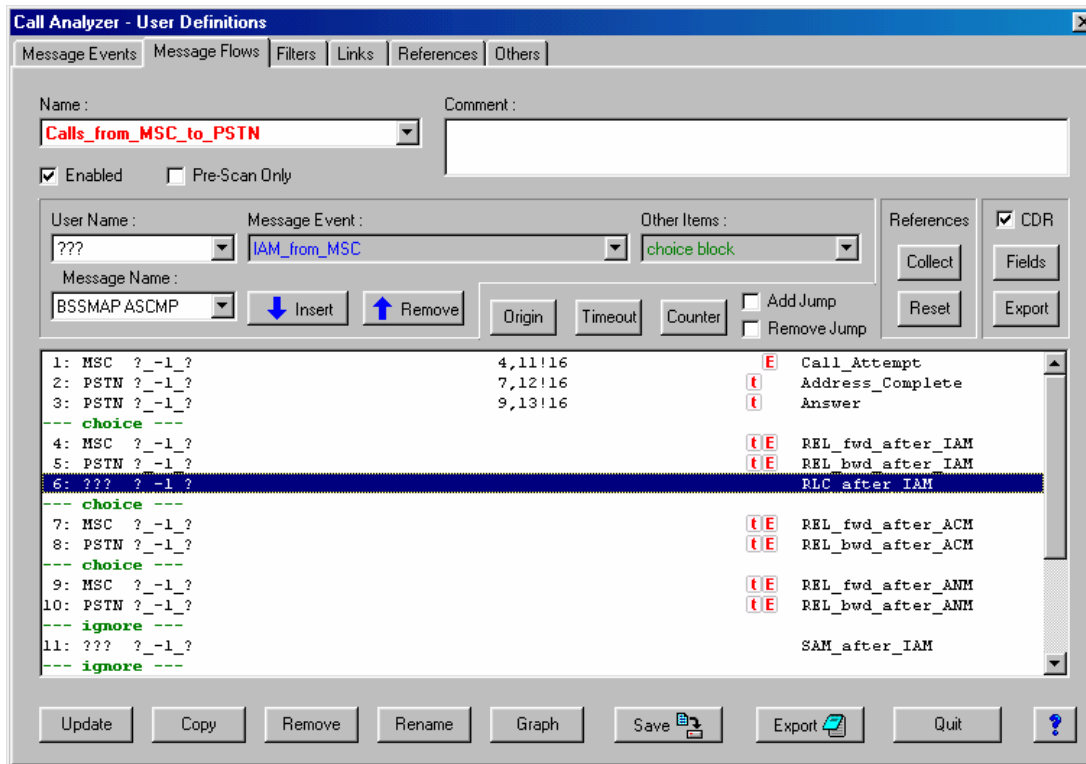 Call Analyzer - User Definitions
Message Events Message Flows Filters Links References Others
Name : Comment :
Calls_from_MSC_to_PSTN
Enabled Pre-Scan Only
User Name : Message Event : Other Items : References CDR
??? IAM_from_MSC choice block Collect Fields
Message Name :
BSSMAP ASCMP Insert Remove Origin Timeout Counter Add Jump Remove Jump Reset Export
1: MSC ?_-1_? 4,11!16 E Call_Attempt
2: PSTN ?_-1_? 7,12!16 t Address_Complete
3: PSTN ?_-1_? 9,13!16 t Answer
--- choice ---
4: MSC ?_-1_? t E REL_fwd_after_IAM
5: PSTN ?_-1_? t E REL_bwd_after_IAM
6: ??? ?_-1_? RLC_after_IAM
--- choice ---
7: MSC ?_-1_? t E REL_fwd_after_ACM
8: PSTN ?_-1_? t E REL_bwd_after_ACM
--- choice ---
9: MSC ?_-1_? t E REL_fwd_after_ANM
10: PSTN ?_-1_? t E REL_bwd_after_ANM
--- ignore ---
11: ??? ?_-1_? SAM_after_IAM
--- ignore ---
Update Copy Remove Rename Graph Save Export Quit ?